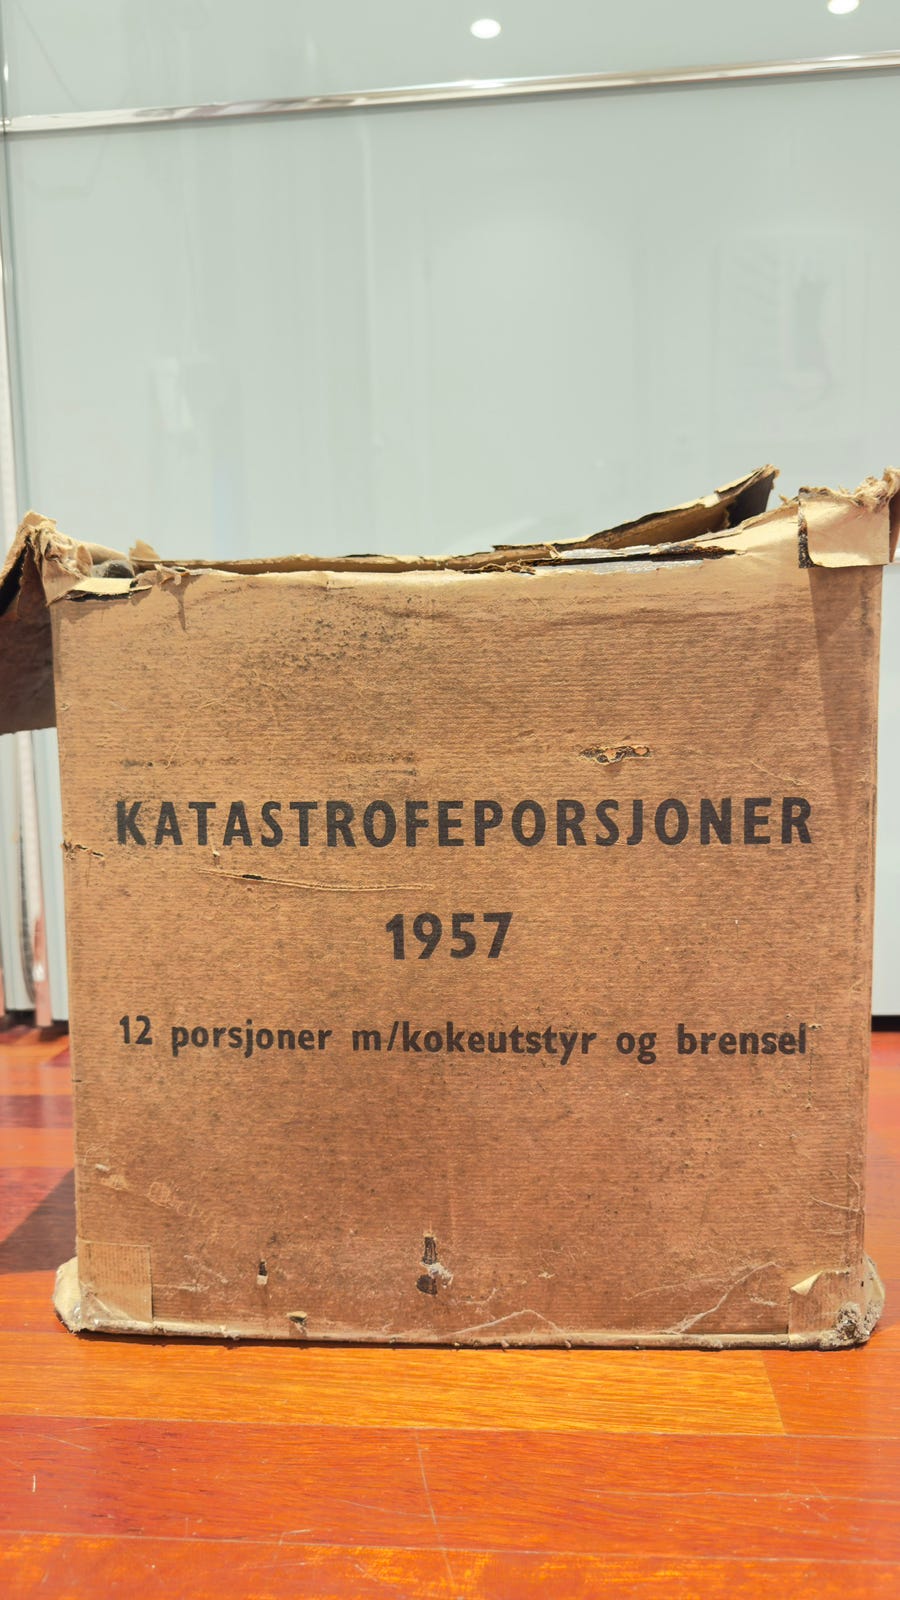 KATASTROFEPORSJONER
1957
12 porsjoner m/kokeutstyr og brensel